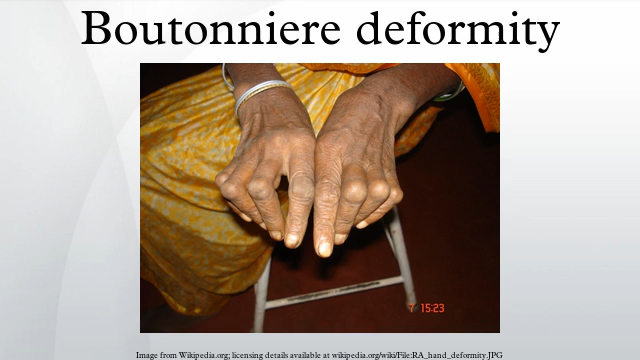 Boutonniere deformity
7 15:23
Image from Wikipedia.org; licensing details available at wikipedia.org/wiki/File:RA_hand_deformity.JPG